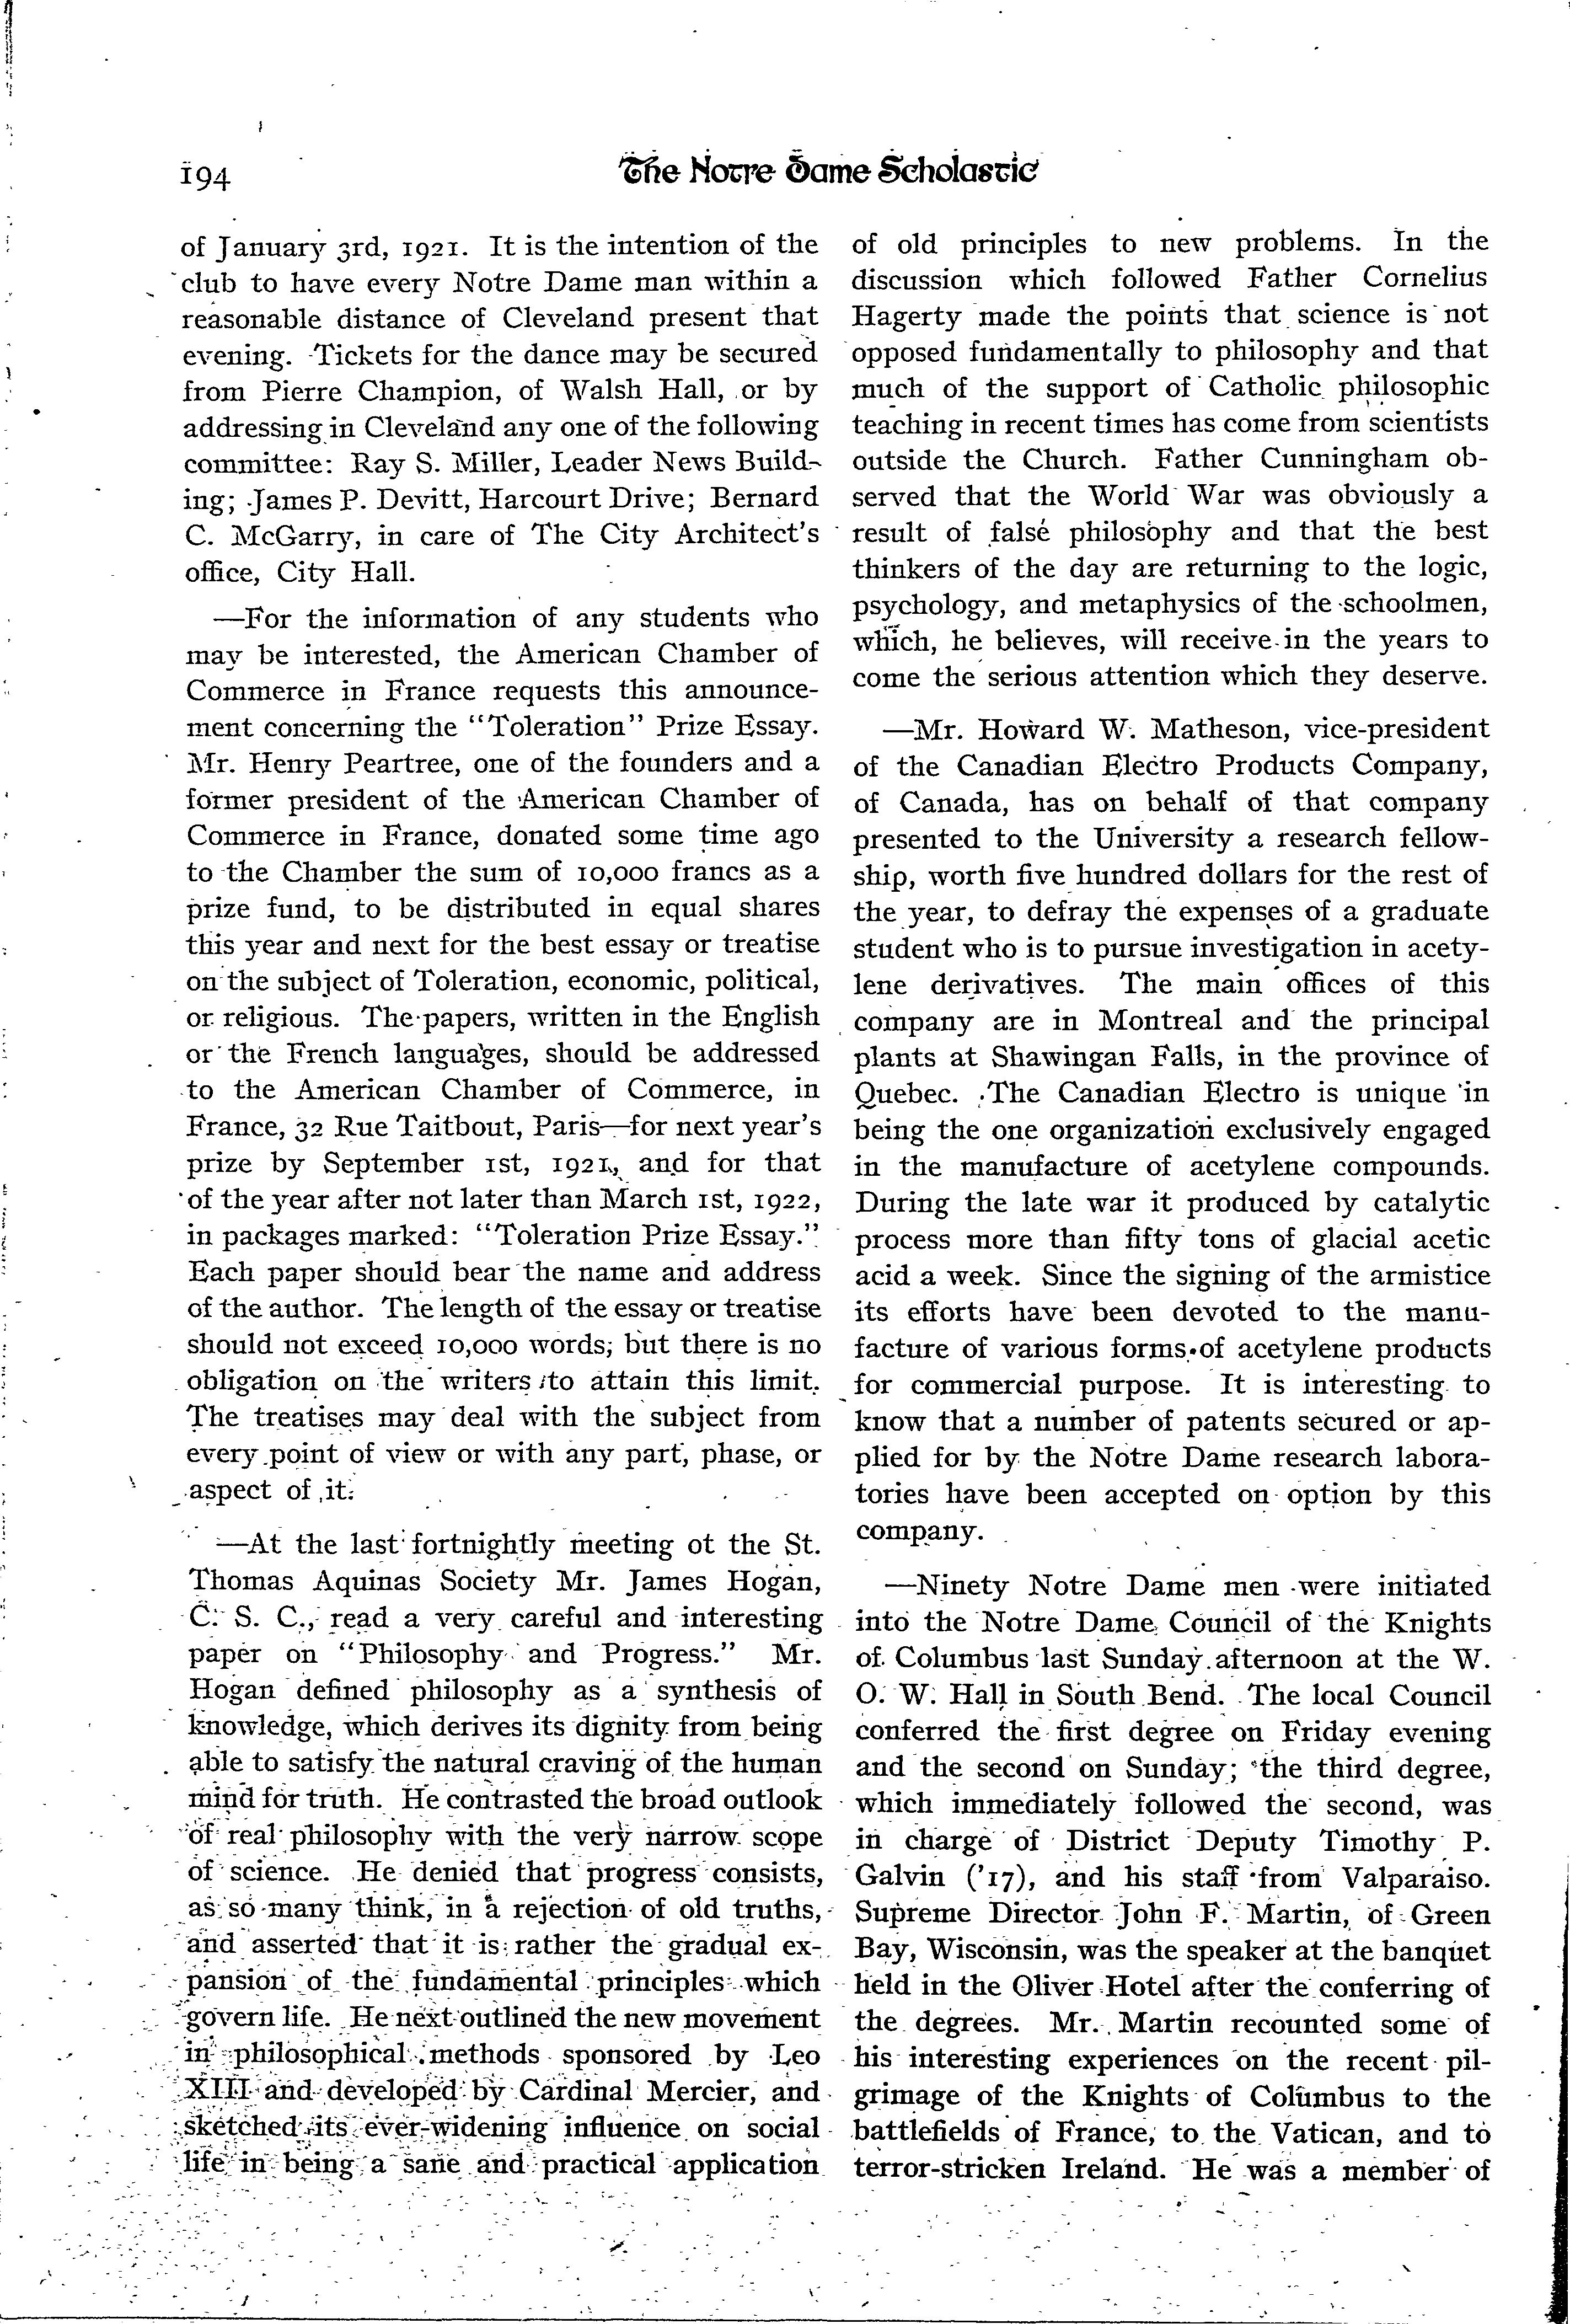 194
The Notre Dame Scholastic
of January 3rd, 1921. It is the intention of the
club to have every Notre Dame man within a
reasonable distance of Cleveland present that
evening. Tickets for the dance may be secured
from Pierre Champion, of Walsh Hall, or by
addressing in Cleveland any one of the following
committee: Ray S. Miller, Leader News Build-
ing; James P. Devitt, Harcourt Drive; Bernard
C. McGarry, in care of The City Architect's
office, City Hall.
—For the information of any students who
may be interested, the American Chamber of
Commerce in France requests this announce-
ment concerning the "Toleration" Prize Essay.
Mr. Henry Peartree, one of the founders and a
former president of the American Chamber of
Commerce in France, donated some time ago
to the Chamber the sum of 10,000 francs as a
prize fund, to be distributed in equal shares
this year and next for the best essay or treatise
on the subject of Toleration, economic, political,
or religious. The papers, written in the English
or the French languages, should be addressed
to the American Chamber of Commerce, in
France, 32 Rue Taitbout, Paris—for next year's
prize by September 1st, 1921, and for that
of the year after not later than March 1st, 1922,
in packages marked: "Toleration Prize Essay."
Each paper should bear the name and address
of the author. The length of the essay or treatise
should not exceed 10,000 words; but there is no
obligation on the writers to attain this limit.
The treatises may deal with the subject from
every point of view or with any part, phase, or
aspect of it.
—At the last fortnightly meeting ot the St.
Thomas Aquinas Society Mr. James Hogan,
C. S. C., read a very careful and interesting
paper on "Philosophy and Progress." Mr.
Hogan defined philosophy as a synthesis of
knowledge, which derives its dignity from being
able to satisfy the natural craving of the human
mind for truth. He contrasted the broad outlook
of real philosophy with the very narrow scope
of science. He denied that progress consists,
as so many think, in a rejection of old truths,
and asserted that it is rather the gradual ex-
pansion of the fundamental principles which
govern life. He next outlined the new movement
in philosophical methods sponsored by Leo
XIII and developed by Cardinal Mercier, and
sketched its ever-widening influence on social
life in being a sane and practical application
of old principles to new problems. In the
discussion which followed Father Cornelius
Hagerty made the points that science is not
opposed fundamentally to philosophy and that
much of the support of Catholic philosophic
teaching in recent times has come from scientists
outside the Church. Father Cunningham ob-
served that the World War was obviously a
result of false philosophy and that the best
thinkers of the day are returning to the logic,
psychology, and metaphysics of the schoolmen,
which, he believes, will receive in the years to
come the serious attention which they deserve.
—Mr. Howard W. Matheson, vice-president
of the Canadian Electro Products Company,
of Canada, has on behalf of that company
presented to the University a research fellow-
ship, worth five hundred dollars for the rest of
the year, to defray the expenses of a graduate
student who is to pursue investigation in acety-
lene derivatives. The main offices of this
company are in Montreal and the principal
plants at Shawingan Falls, in the province of
Quebec. The Canadian Electro is unique in
being the one organization exclusively engaged
in the manufacture of acetylene compounds.
During the late war it produced by catalytic
process more than fifty tons of glacial acetic
acid a week. Since the signing of the armistice
its efforts have been devoted to the manu-
facture of various forms of acetylene products
for commercial purpose. It is interesting to
know that a number of patents secured or ap-
plied for by the Notre Dame research labora-
tories have been accepted on option by this
company.
—Ninety Notre Dame men were initiated
into the Notre Dame Council of the Knights
of Columbus last Sunday afternoon at the W.
O. W. Hall in South Bend. The local Council
conferred the first degree on Friday evening
and the second on Sunday; the third degree,
which immediately followed the second, was
in charge of District Deputy Timothy P.
Galvin ('17), and his staff from Valparaiso.
Supreme Director John F. Martin, of Green
Bay, Wisconsin, was the speaker at the banquet
held in the Oliver Hotel after the conferring of
the degrees. Mr. Martin recounted some of
his interesting experiences on the recent pil-
grimage of the Knights of Columbus to the
battlefields of France, to the Vatican, and to
terror-stricken Ireland. He was a member of